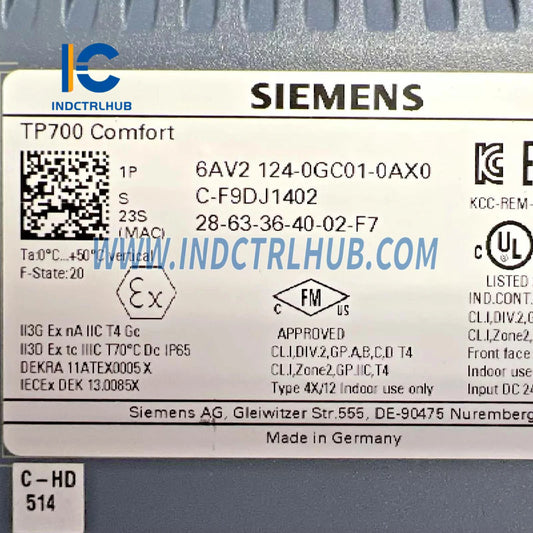 IC
INDCTRLHUB
SIEMENS
TP700 Comfort
1P 6AV2 124-0GC01-0AX0
S C-F9DJ1402
23S (MAC) 28-63-36-40-02-F7
KCC-REM-
WWW.INDCTRLHUB.COM
Ta:0°C...+50°C vertical
F-State: 20
Ex
C FM US
C UL
LISTED
IND.CONT.
II3G Ex nA IIC T4 Gc
II3D Ex tc IIIC T70°C Dc IP65
DEKRA 11ATEX0005 X
IECEx DEK 13.0085X
APPROVED
CL.I,DIV.2,GP.A,B,C,D T4
CL.I,Zone2,GP.IIC,T4
Type 4X/12 Indoor use only
CL.I,DIV.2,
CL.I,Zone2,
Front face
Indoor use
Input DC 24
Siemens AG, Gleiwitzer Str.555, DE-90475 Nuremberg
Made in Germany
C-HD
514